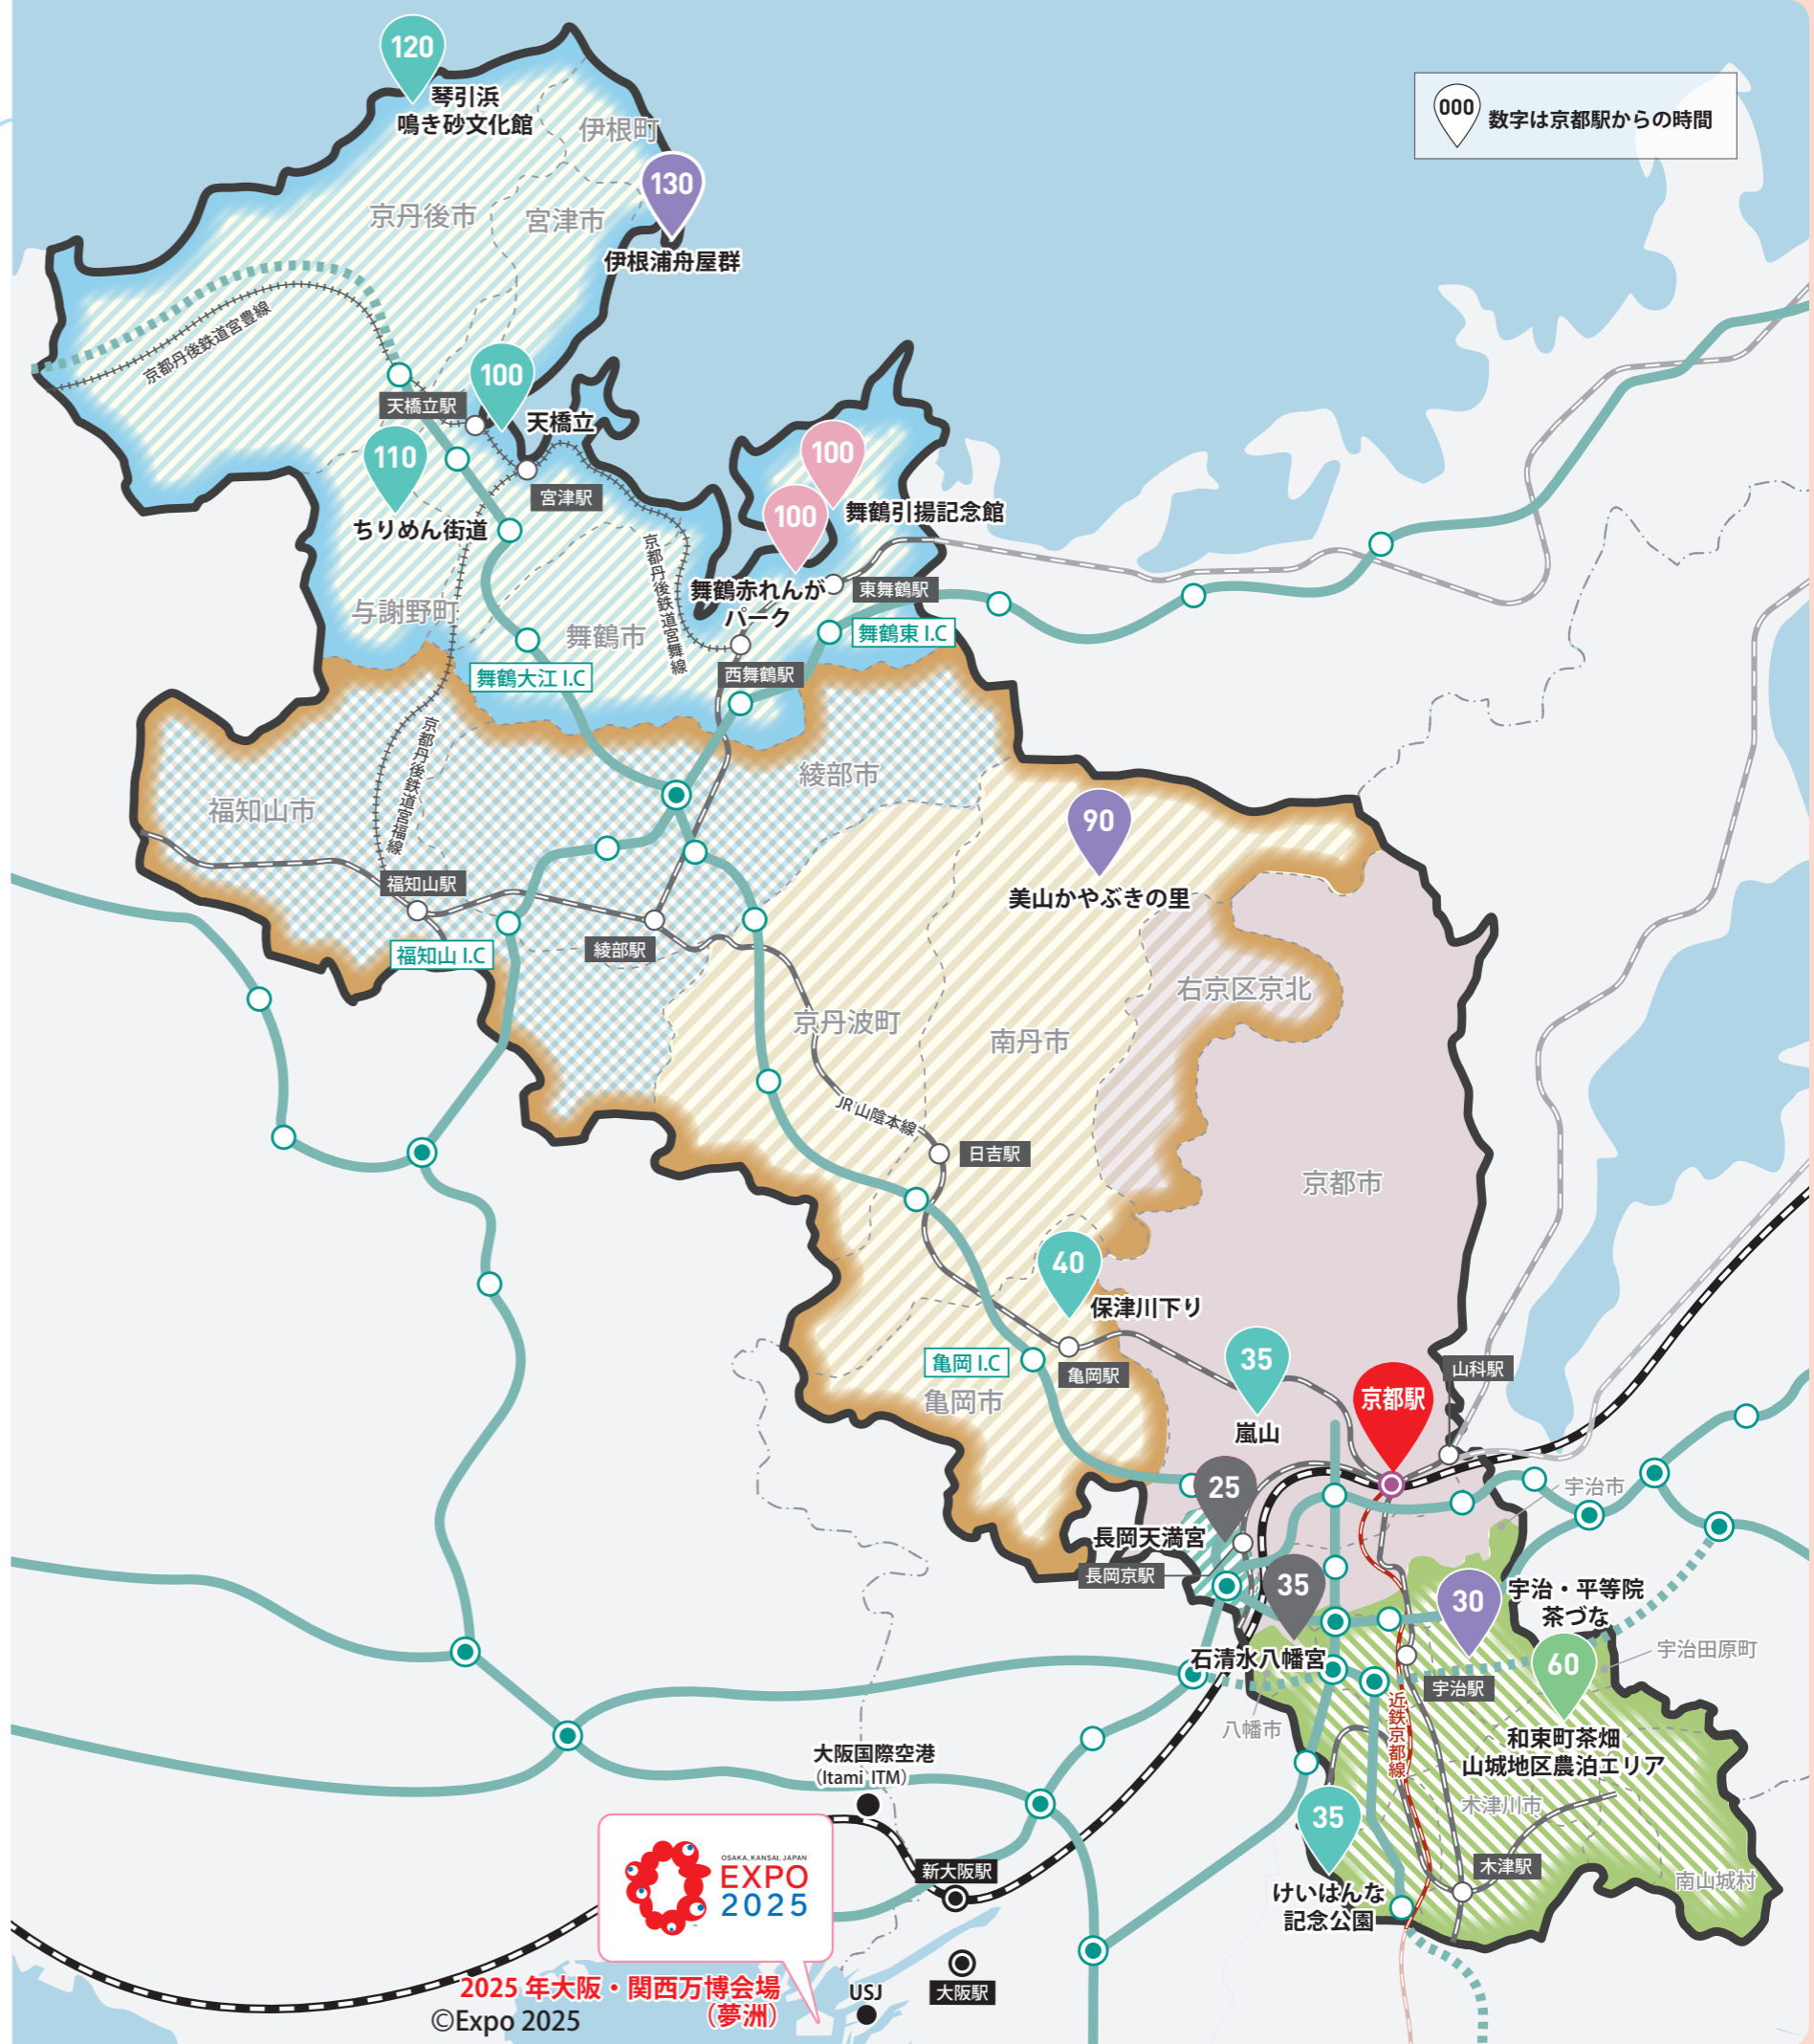 120
琴引浜
鳴き砂文化館
000
数字は京都駅からの時間
伊根町
130
京丹後市
宮津市
伊根浦舟屋群
京都丹後鉄道宮豊線
100
天橋立駅
天橋立
110
100
宮津駅
ちりめん街道
100
舞鶴引揚記念館
京都丹後鉄道宮舞線
舞鶴赤れんが
パーク
東舞鶴駅
与謝野町
舞鶴市
舞鶴東 I.C
舞鶴大江 I.C
西舞鶴駅
京都丹後鉄道宮福線
綾部市
福知山市
90
美山かやぶきの里
福知山駅
福知山 I.C
綾部駅
右京区京北
京丹波町
南丹市
JR 山陰本線
日吉駅
京都市
40
保津川下り
亀岡 I.C
亀岡駅
35
山科駅
亀岡市
京都駅
嵐山
25
宇治市
長岡天満宮
長岡京駅
35
30
宇治・平等院
茶づな
石清水八幡宮
60
宇治田原町
宇治駅
近鉄京都線
八幡市
和束町茶畑
山城地区農泊エリア
大阪国際空港
(Itami ITM)
木津川市
35
OSAKA, KANSAI, JAPAN
EXPO
2025
新大阪駅
木津駅
南山城村
けいはんな
記念公園
2025 年大阪・関西万博会場
(夢洲)
USJ
大阪駅
©Expo 2025